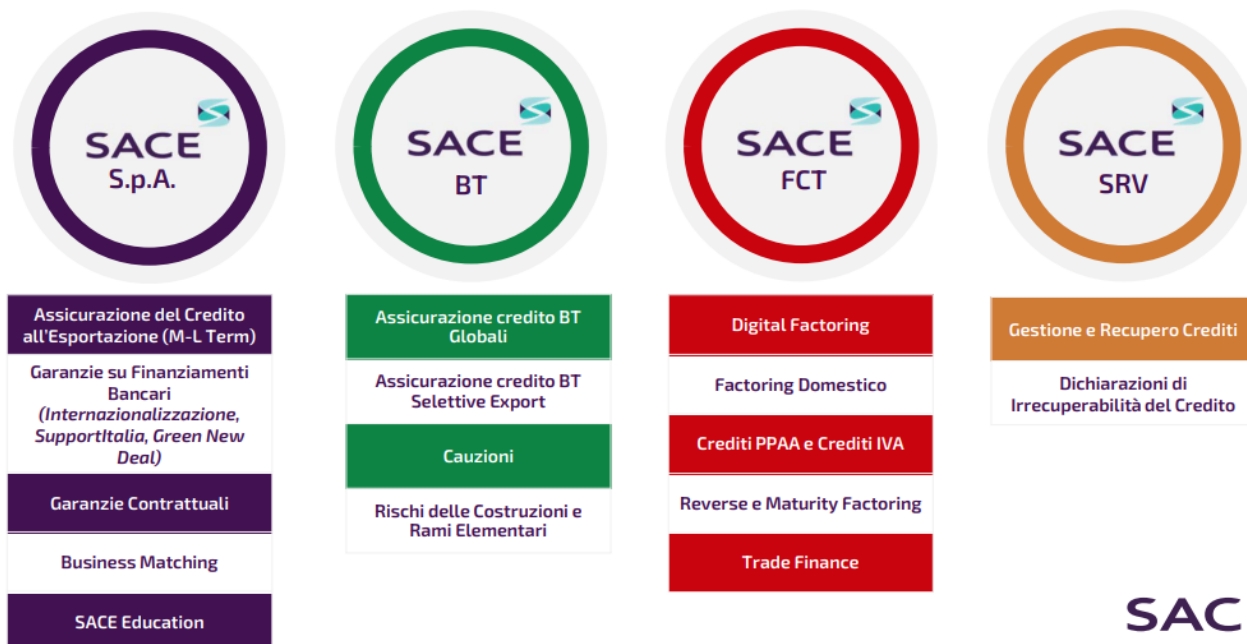 SACE
S.p.A.
Assicurazione del Credito
all'Esportazione (M-L Term)
Garanzie su Finanziamenti
Bancari
(Internazionalizzazione,
SupportItalia, Green New
Deal)
Garanzie Contrattuali
Business Matching
SACE Education
SACE
BT
Assicurazione credito BT
Globali
Assicurazione credito BT
Selettive Export
Cauzioni
Rischi delle Costruzioni e
Rami Elementari
SACE
FCT
Digital Factoring
Factoring Domestico
Crediti PPAA e Crediti IVA
Reverse e Maturity Factoring
Trade Finance
SACE
SRV
Gestione e Recupero Crediti
Dichiarazioni di
Irrecuperabilità del Credito
SAC